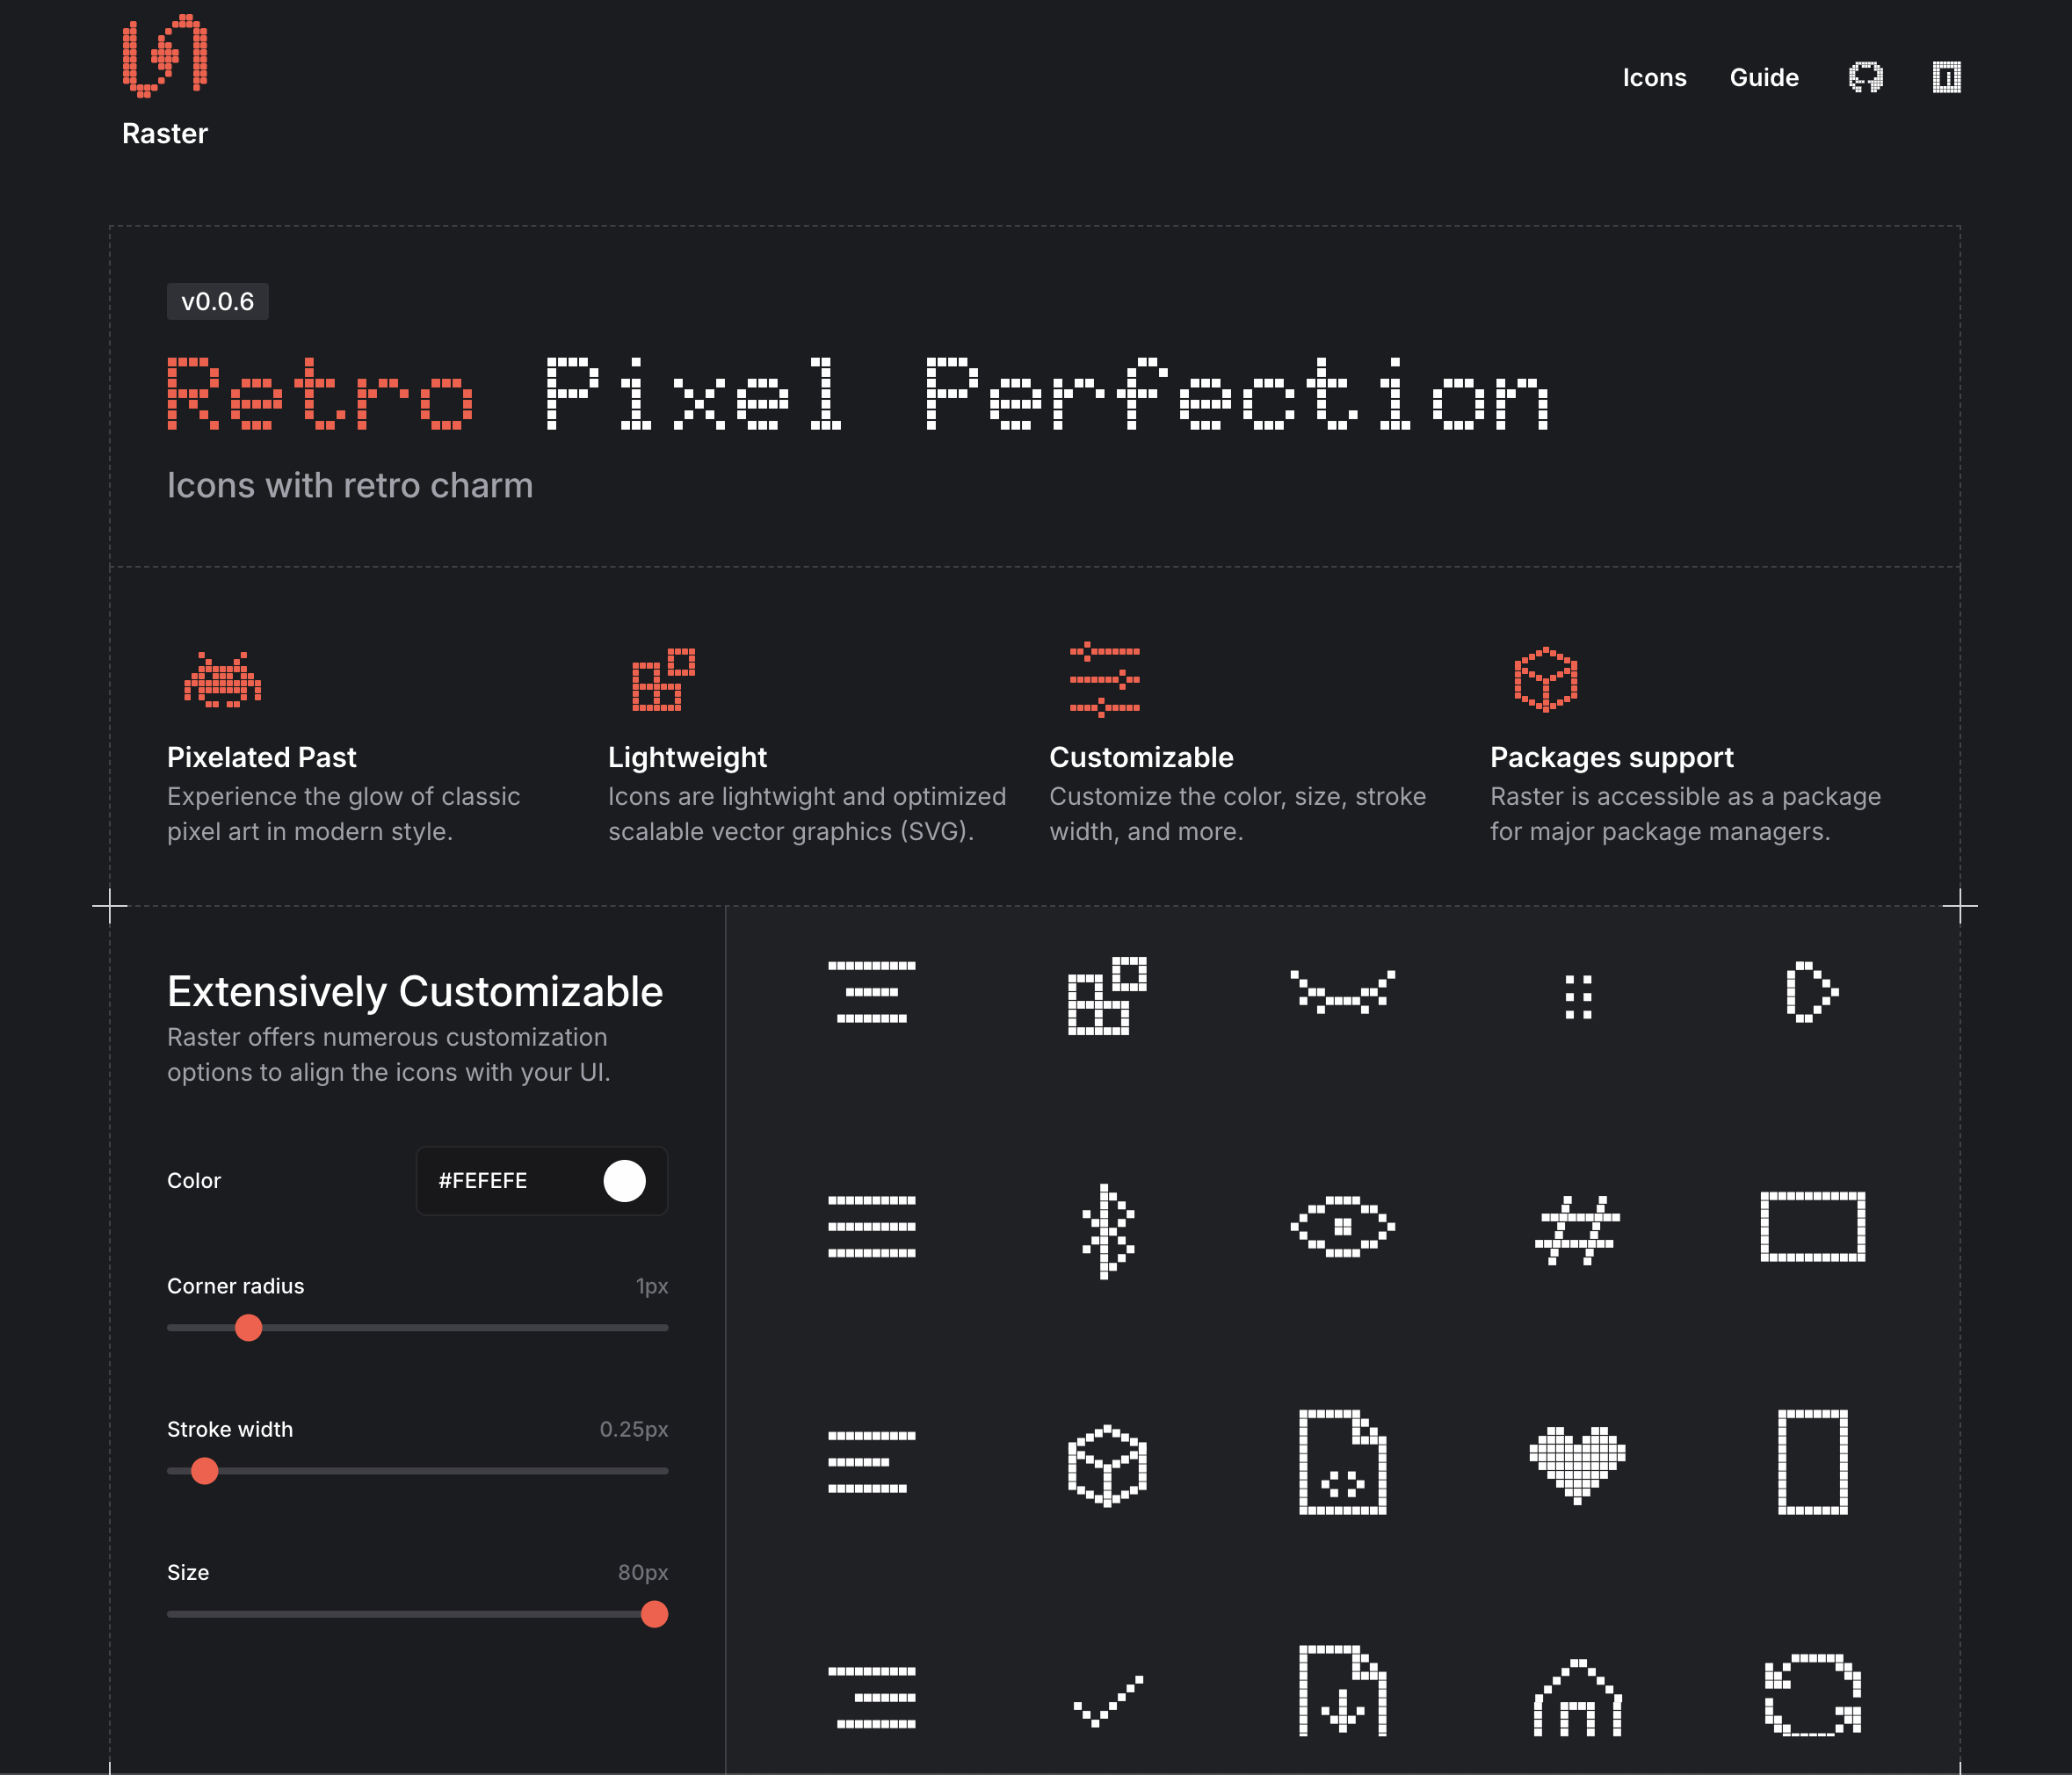 Raster
Icons
Guide
v0.0.6
Retro Pixel Perfection
Icons with retro charm
Pixelated Past
Experience the glow of classic
pixel art in modern style.
Lightweight
Icons are lightwight and optimized
scalable vector graphics (SVG).
Customizable
Customize the color, size, stroke
width, and more.
Packages support
Raster is accessible as a package
for major package managers.
Extensively Customizable
Raster offers numerous customization
options to align the icons with your UI.
Color
#FEFEFE
Corner radius
1px
Stroke width
0.25px
Size
80px